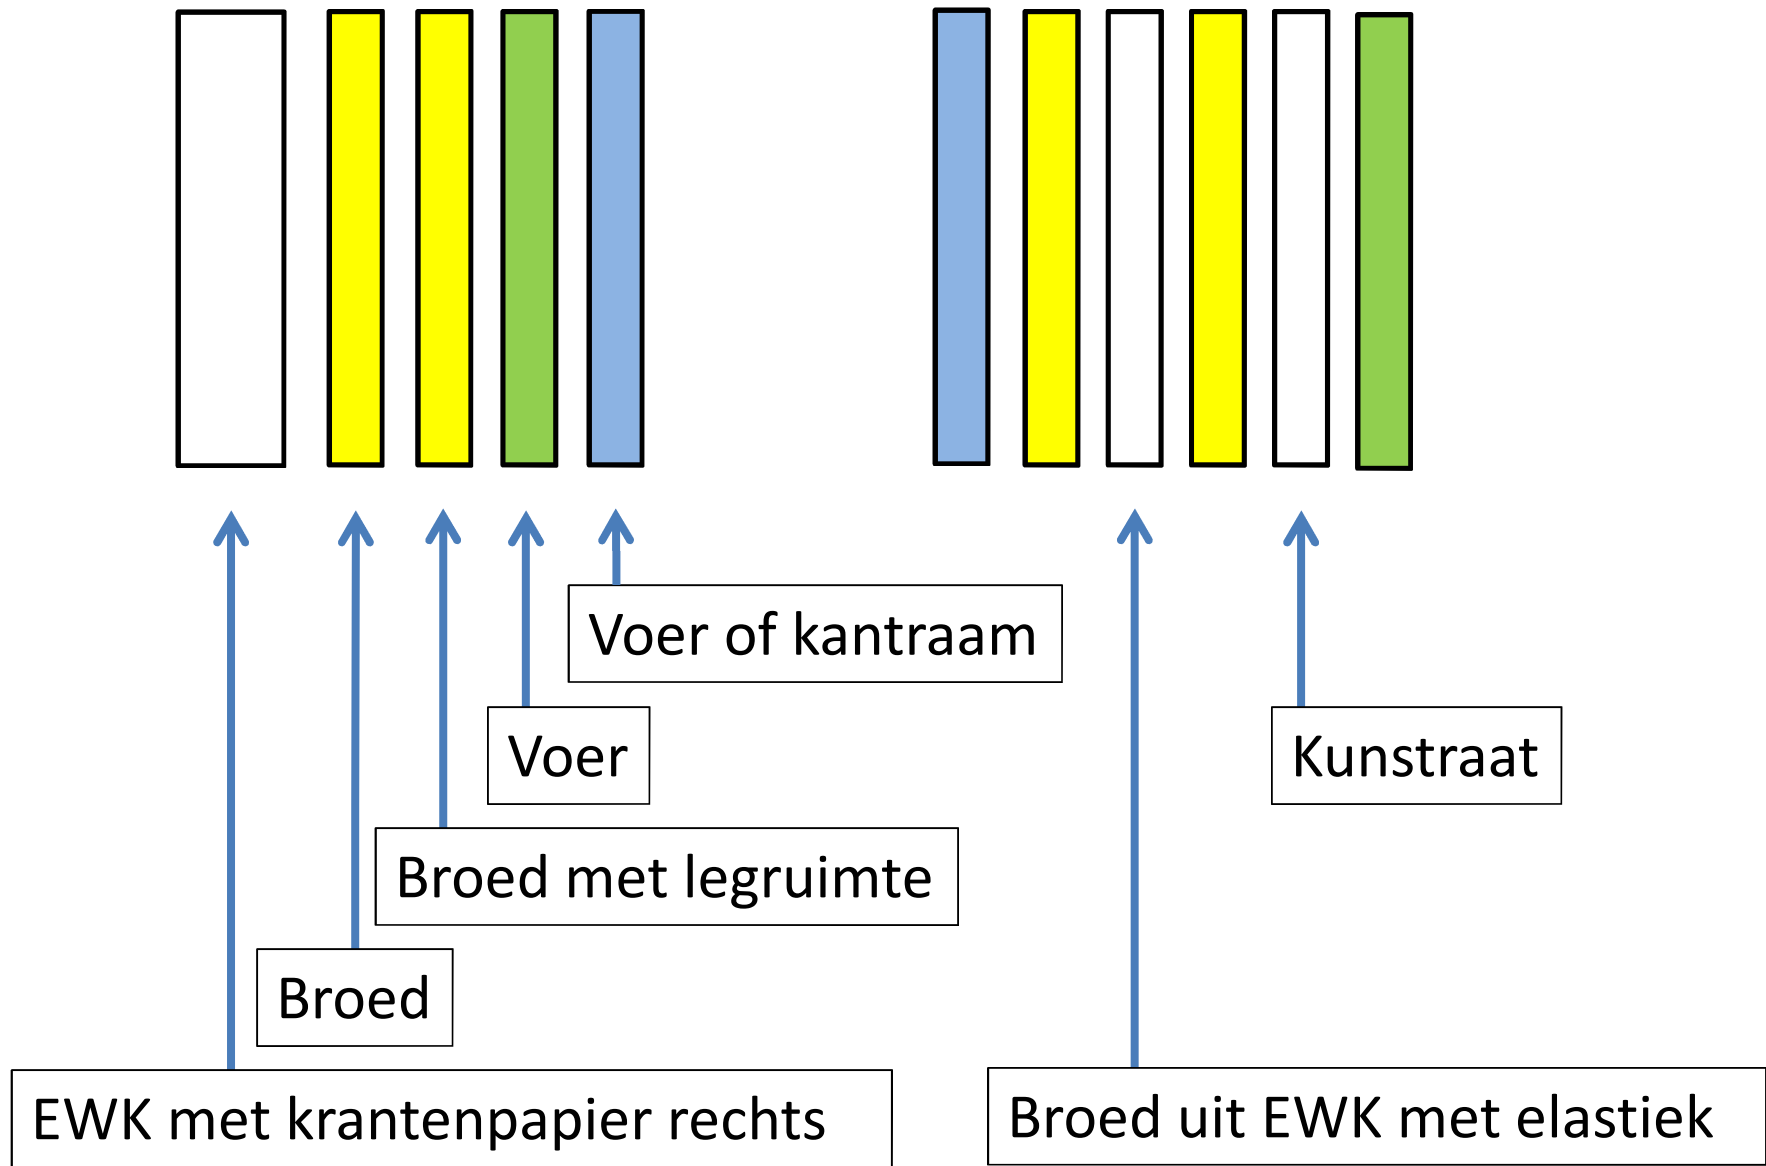 Voer of kantraam
Voer
Kunstraat
Broed met legruimte
Broed
EWK met krantenpapier rechts
Broed uit EWK met elastiek